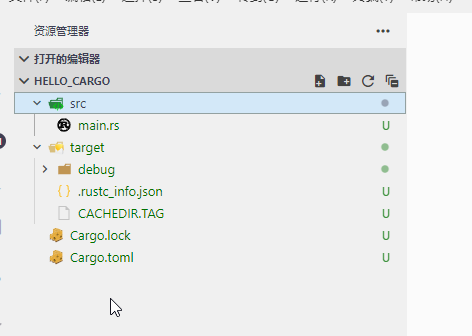 资源管理器
打开的编辑器
HELLO_CARGO
src
main.rs U
target
debug
.rustc_info.json U
CACHEDIR.TAG U
Cargo.lock U
Cargo.toml U